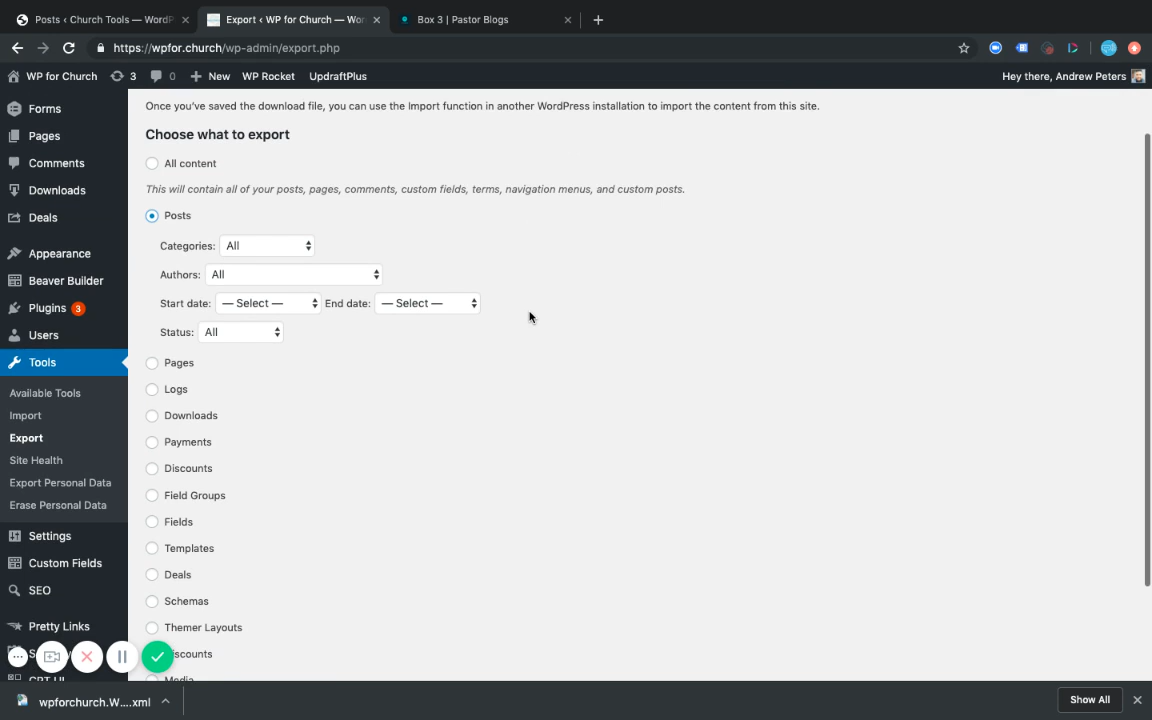 Posts ‹ Church Tools — WordP
Export ‹ WP for Church — Wor
Box 3 | Pastor Blogs
https://wpfor.church/wp-admin/export.php
WP for Church
3
0
New
WP Rocket
UpdraftPlus
Hey there, Andrew Peters
Forms
Pages
Comments
Downloads
Deals
Appearance
Beaver Builder
Plugins 3
Users
Tools
Available Tools
Import
Export
Site Health
Export Personal Data
Erase Personal Data
Settings
Custom Fields
SEO
Pretty Links
Once you've saved the download file, you can use the Import function in another WordPress installation to import the content from this site.
Choose what to export
All content
This will contain all of your posts, pages, comments, custom fields, terms, navigation menus, and custom posts.
Posts
Categories: All
Authors: All
Start date: — Select — End date: — Select —
Status: All
Pages
Logs
Downloads
Payments
Discounts
Field Groups
Fields
Templates
Deals
Schemas
Themer Layouts
iscounts
Media
wpforchurch.W....xml
Show All